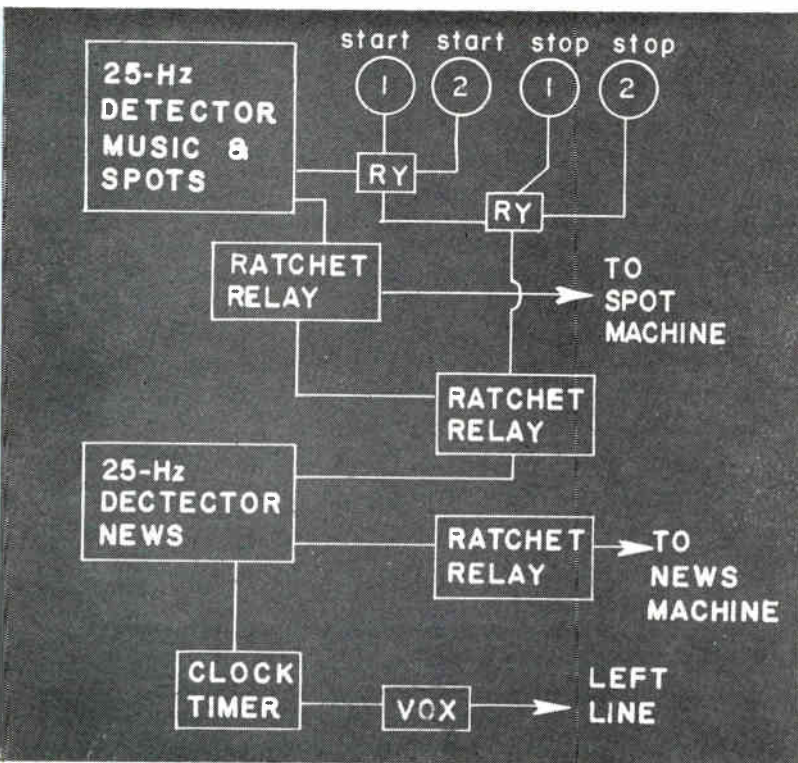 start start stop stop
1 2 1 2
25-Hz
DETECTOR
MUSIC &
SPOTS
RY
RY
RATCHET
RELAY
TO
SPOT
MACHINE
RATCHET
RELAY
25-Hz
DECTECTOR
NEWS
RATCHET
RELAY
TO
NEWS
MACHINE
CLOCK
TIMER
VOX
LEFT
LINE